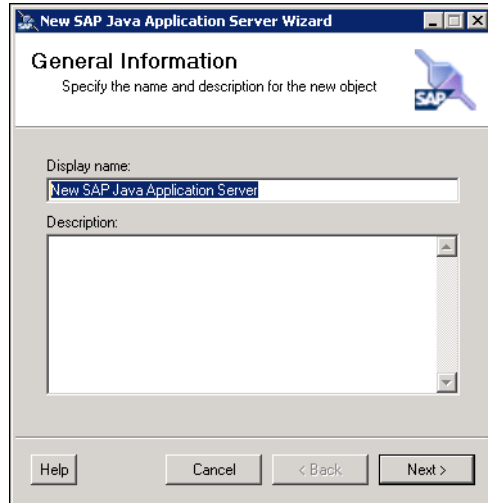 New SAP Java Application Server Wizard
General Information
Specify the name and description for the new object
SAP
Display name:
New SAP Java Application Server
Description:
Help
Cancel
< Back
Next >